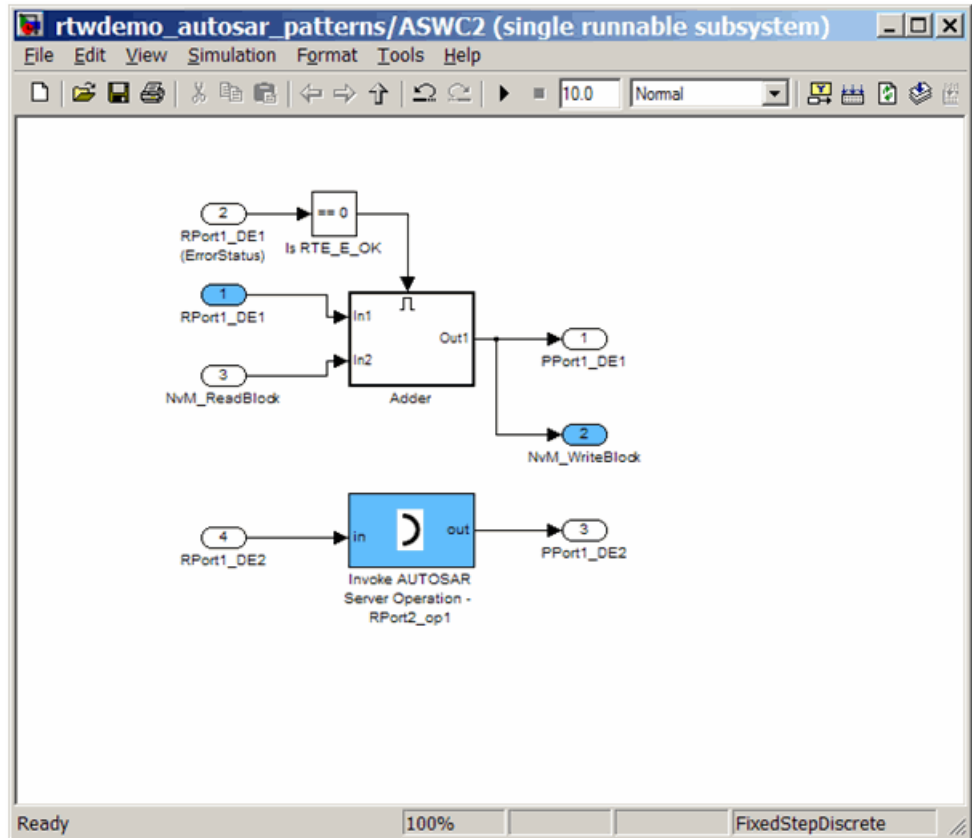 rtwdemo_autosar_patterns/ASWC2 (single runnable subsystem)
File Edit View Simulation Format Tools Help
10.0 Normal
2
== 0
RPort1_DE1
(ErrorStatus)
Is RTE_E_OK
1
RPort1_DE1
In1
Out1
1
PPort1_DE1
In2
3
NvM_ReadBlock
Adder
2
NvM_WriteBlock
4
RPort1_DE2
in
out
3
PPort1_DE2
Invoke AUTOSAR
Server Operation -
RPort2_op1
Ready 100% FixedStepDiscrete